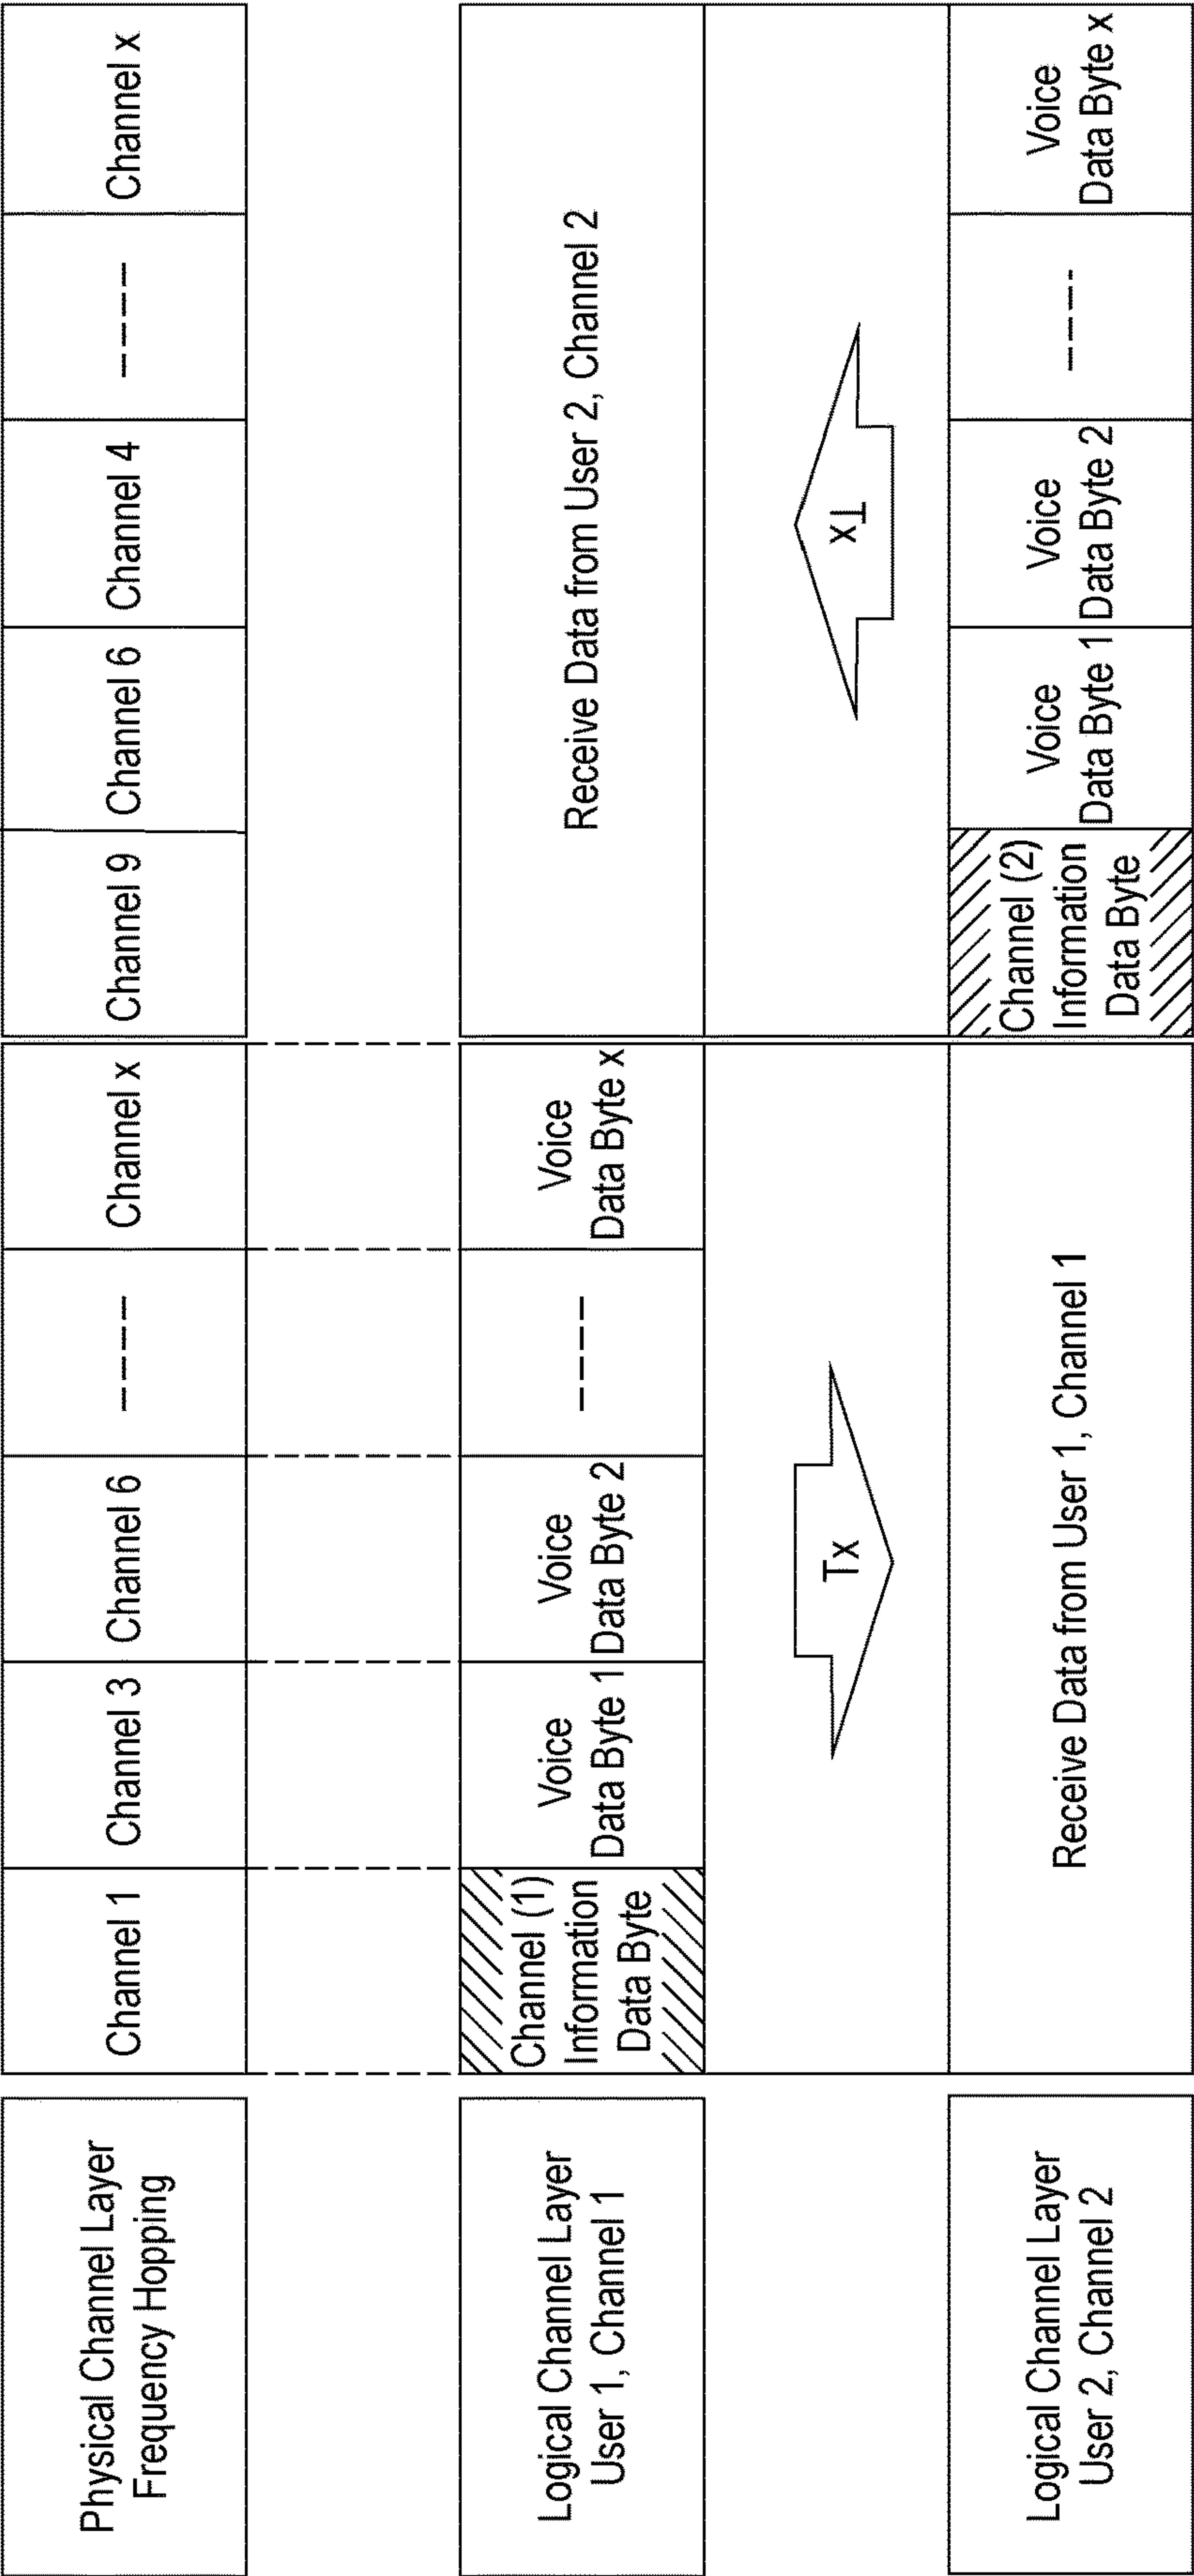 Physical Channel Layer
Frequency Hopping
Channel 1
Channel 3
Channel 6
Channel x
Channel 9
Channel 6
Channel 4
Channel x
Logical Channel Layer
User 1, Channel 1
Channel (1)
Information
Data Byte
Voice
Data Byte 1
Voice
Data Byte 2
Voice
Data Byte x
Receive Data from User 2, Channel 2
Tx
Tx
Logical Channel Layer
User 2, Channel 2
Receive Data from User 1, Channel 1
Channel (2)
Information
Data Byte
Voice
Data Byte 1
Voice
Data Byte 2
Voice
Data Byte x